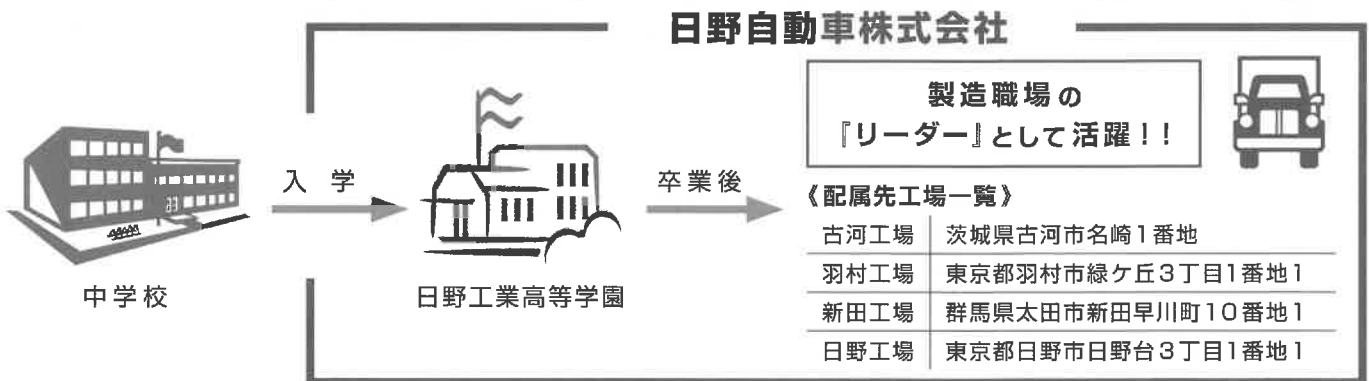 日野自動車株式会社
製造職場の
『リーダー』として活躍！！
入学
卒業後
中学校
日野工業高等学園
《配属先工場一覧》
古河工場 茨城県古河市名崎1番地
羽村工場 東京都羽村市緑ケ丘3丁目1番地1
新田工場 群馬県太田市新田早川町10番地1
日野工場 東京都日野市日野台3丁目1番地1